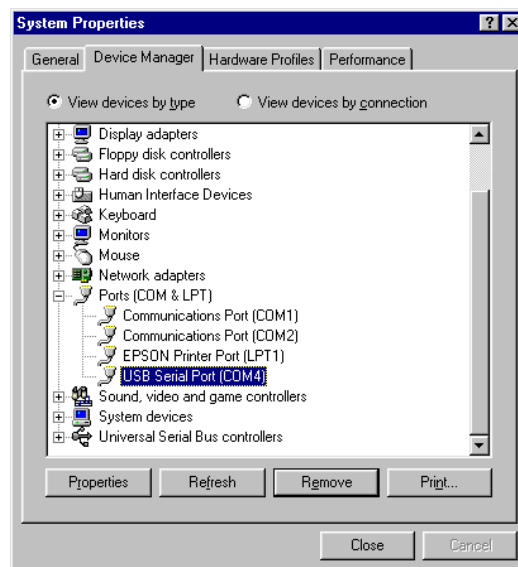 System Properties
General Device Manager Hardware Profiles Performance
View devices by type View devices by connection
Display adapters
Floppy disk controllers
Hard disk controllers
Human Interface Devices
Keyboard
Monitors
Mouse
Network adapters
Ports (COM & LPT)
Communications Port (COM1)
Communications Port (COM2)
EPSON Printer Port (LPT1)
USB Serial Port (COM4)
Sound, video and game controllers
System devices
Universal Serial Bus controllers
Properties Refresh Remove Print...
Close Cancel